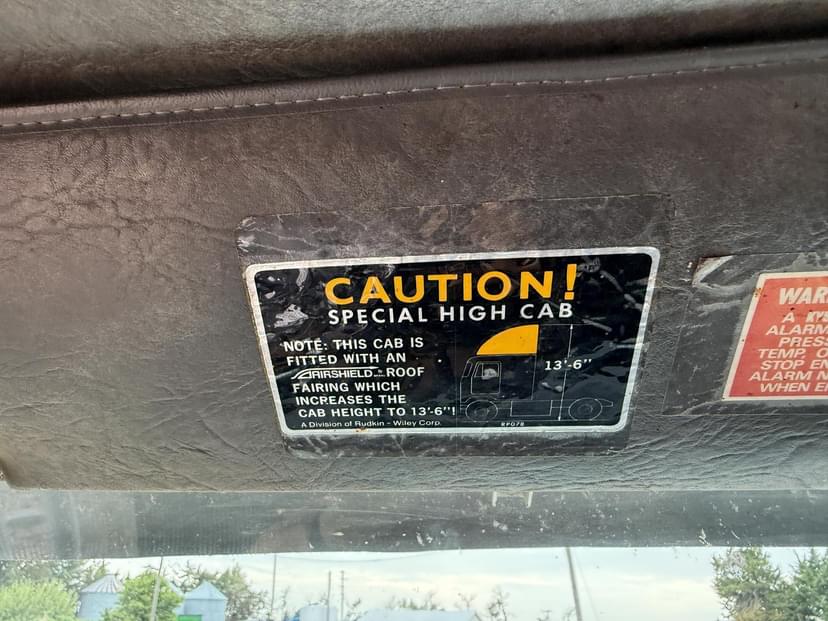 CAUTION!
SPECIAL HIGH CAB
NOTE: THIS CAB IS
FITTED WITH AN
AIRSHIELD ROOF
FAIRING WHICH
INCREASES THE
CAB HEIGHT TO 13'-6"!
A Division of Rudkin - Wiley Corp.
13'-6"
RP078
WAR
A
ALARM
PRESS
TEMP. O
STOP EN
ALARM N
WHEN E